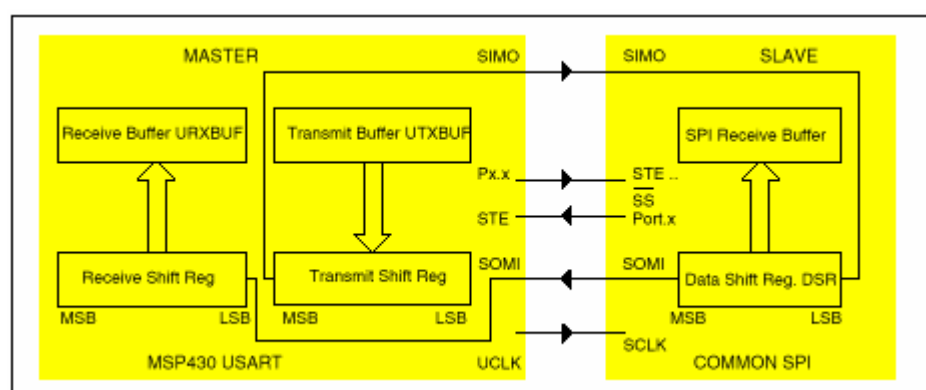 MASTER
SIMO
SIMO
SLAVE
Receive Buffer URXBUF
Transmit Buffer UTXBUF
SPI Receive Buffer
Px.x
STE ..
SS
STE
Port.x
SOMI
SOMI
Receive Shift Reg
Transmit Shift Reg
Data Shift Reg. DSR
MSB
LSB
MSB
LSB
MSB
LSB
SCLK
MSP430 USART
UCLK
COMMON SPI